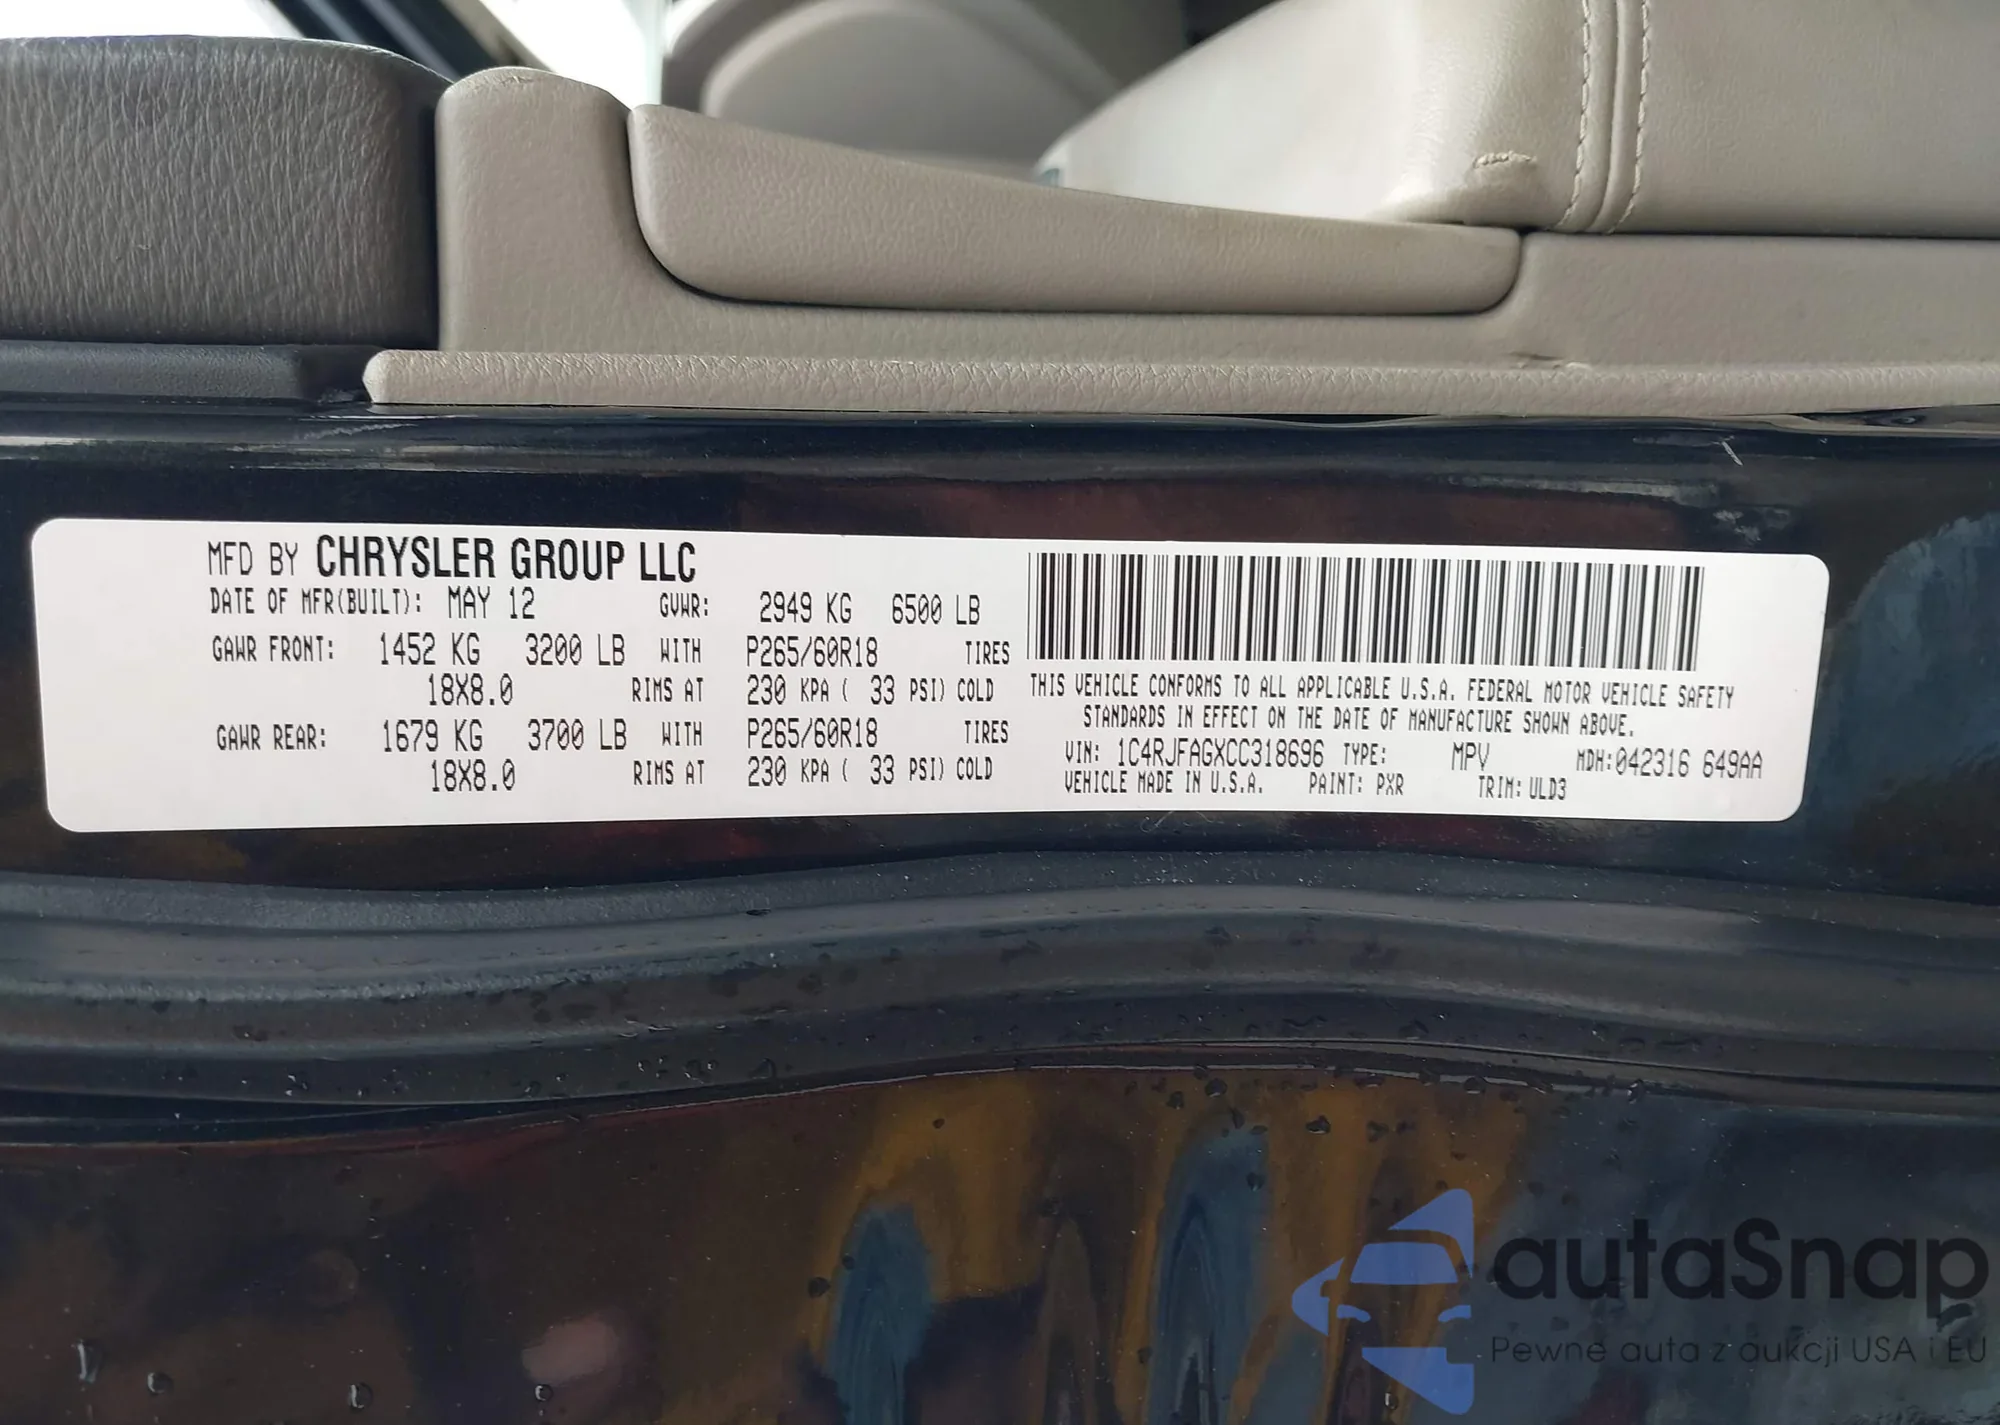 MFD BY CHRYSLER GROUP LLC
DATE OF MFR(BUILT): MAY 12 GVWR: 2949 KG 6500 LB
GAWR FRONT: 1452 KG 3200 LB WITH P265/60R18 TIRES
18X8.0 RIMS AT 230 KPA ( 33 PSI) COLD
GAWR REAR: 1679 KG 3700 LB WITH P265/60R18 TIRES
18X8.0 RIMS AT 230 KPA ( 33 PSI) COLD
THIS VEHICLE CONFORMS TO ALL APPLICABLE U.S.A. FEDERAL MOTOR VEHICLE SAFETY
STANDARDS IN EFFECT ON THE DATE OF MANUFACTURE SHOWN ABOVE.
VIN: 1C4RJFAGXCC318696 TYPE: MPV MDH:042316 649AA
VEHICLE MADE IN U.S.A. PAINT: PXR TRIM: ULD3
autaSnap
Pewne auta z aukcji USA i EU